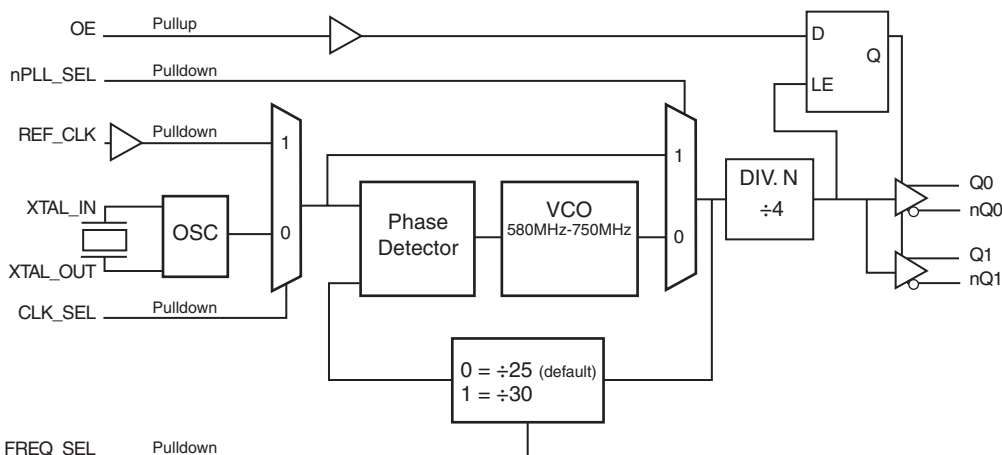 OE Pullup
D
Q
nPLL_SEL Pulldown
LE
REF_CLK Pulldown
1
1
XTAL_IN
OSC
0
XTAL_OUT
Phase
Detector
VCO
580MHz-750MHz
0
DIV. N
÷4
Q0
nQ0
Q1
nQ1
CLK_SEL Pulldown
0 = ÷25 (default)
1 = ÷30
FREQ_SEL Pulldown